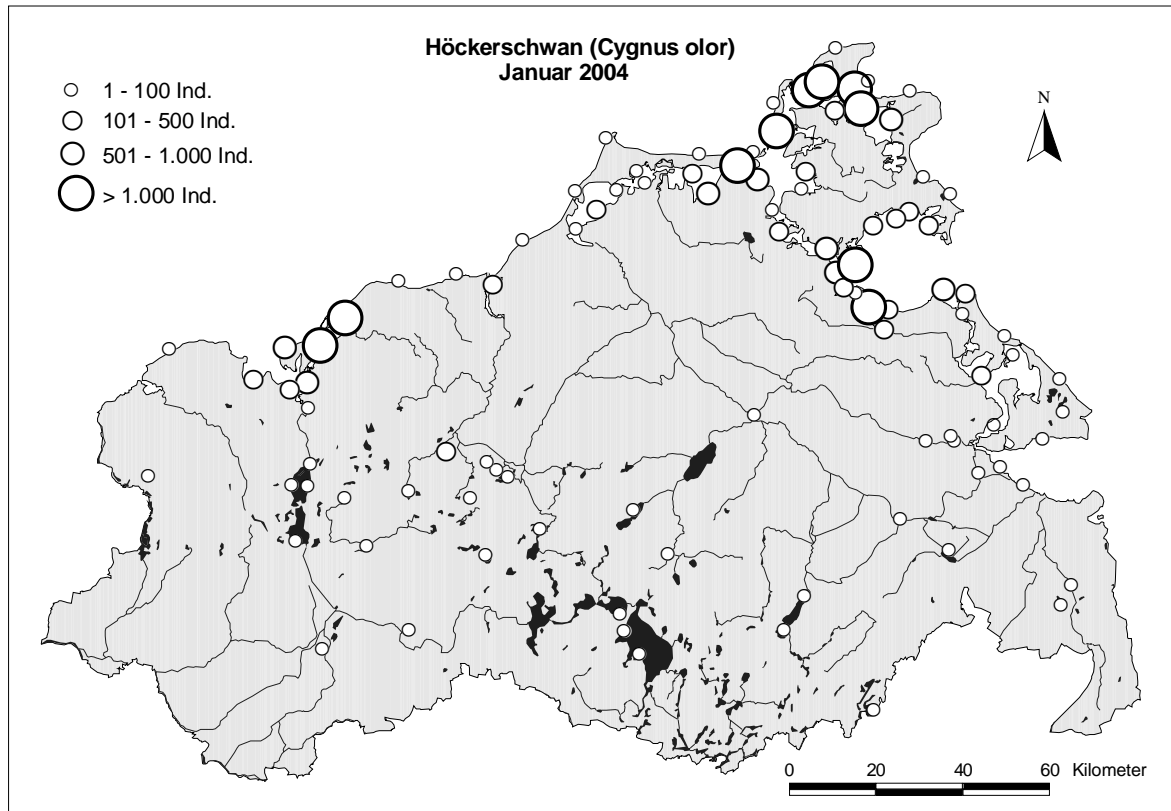 Höckerschwan (Cygnus olor)
Januar 2004
1 - 100 Ind.
101 - 500 Ind.
501 - 1.000 Ind.
> 1.000 Ind.
N
0 20 40 60 Kilometer